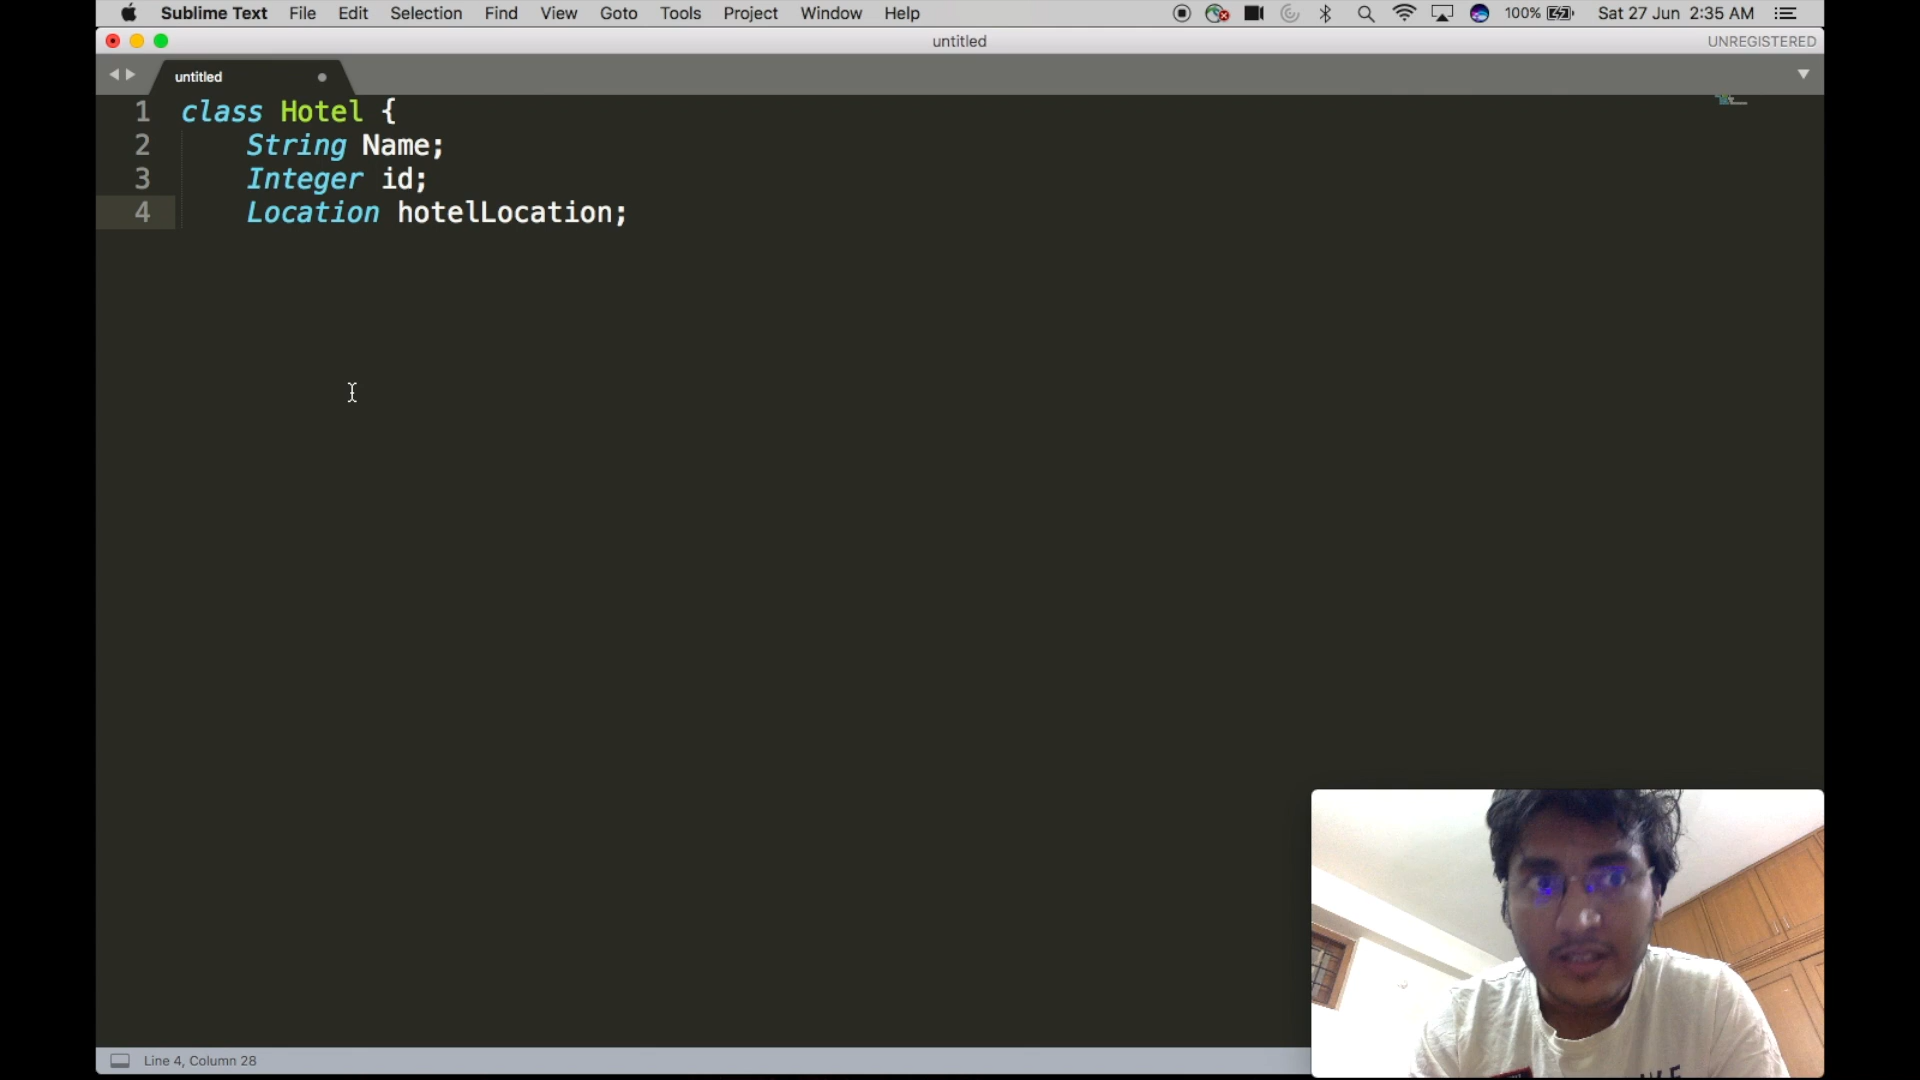 Sublime Text File Edit Selection Find View Goto Tools Project Window Help 100% Sat 27 Jun 2:35 AM
untitled UNREGISTERED
untitled
1 class Hotel {
2     String Name;
3     Integer id;
4     Location hotelLocation;
Line 4, Column 28